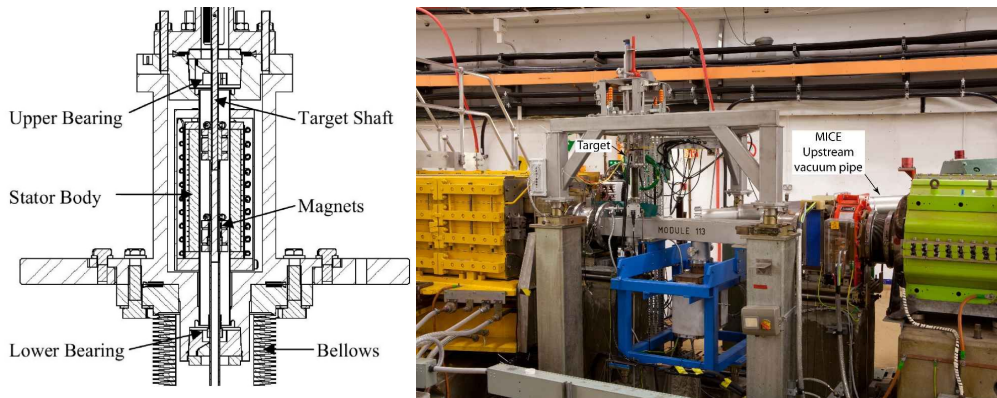 Upper Bearing
Target Shaft
Stator Body
Magnets
Lower Bearing
Bellows
Target
MICE
Upstream
vacuum pipe
MODULE 113